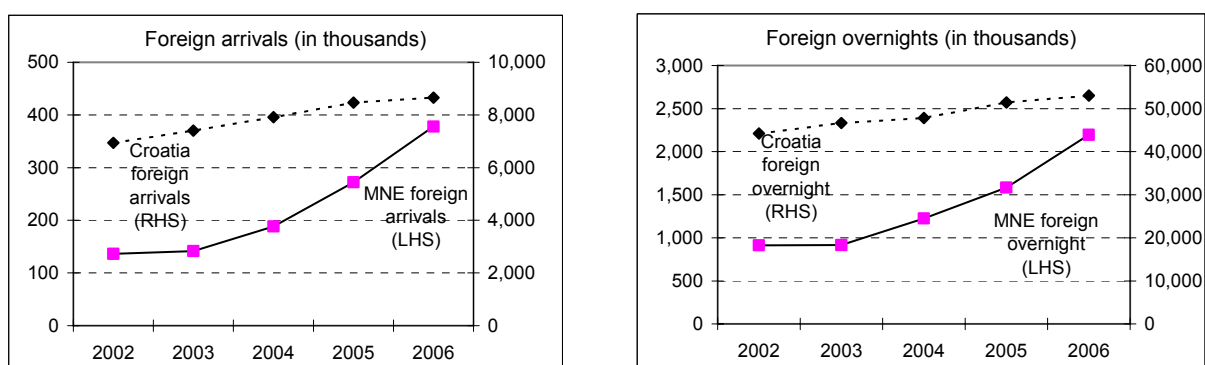 Foreign arrivals (in thousands)
500
400
300
200
100
0
10,000
8,000
6,000
4,000
2,000
0
Croatia
foreign
arrivals
(RHS)
MNE foreign
arrivals
(LHS)
2002 2003 2004 2005 2006
Foreign overnights (in thousands)
3,000
2,500
2,000
1,500
1,000
500
0
60,000
50,000
40,000
30,000
20,000
10,000
0
Croatia
foreign
overnight
(RHS)
MNE foreign
overnight
(LHS)
2002 2003 2004 2005 2006